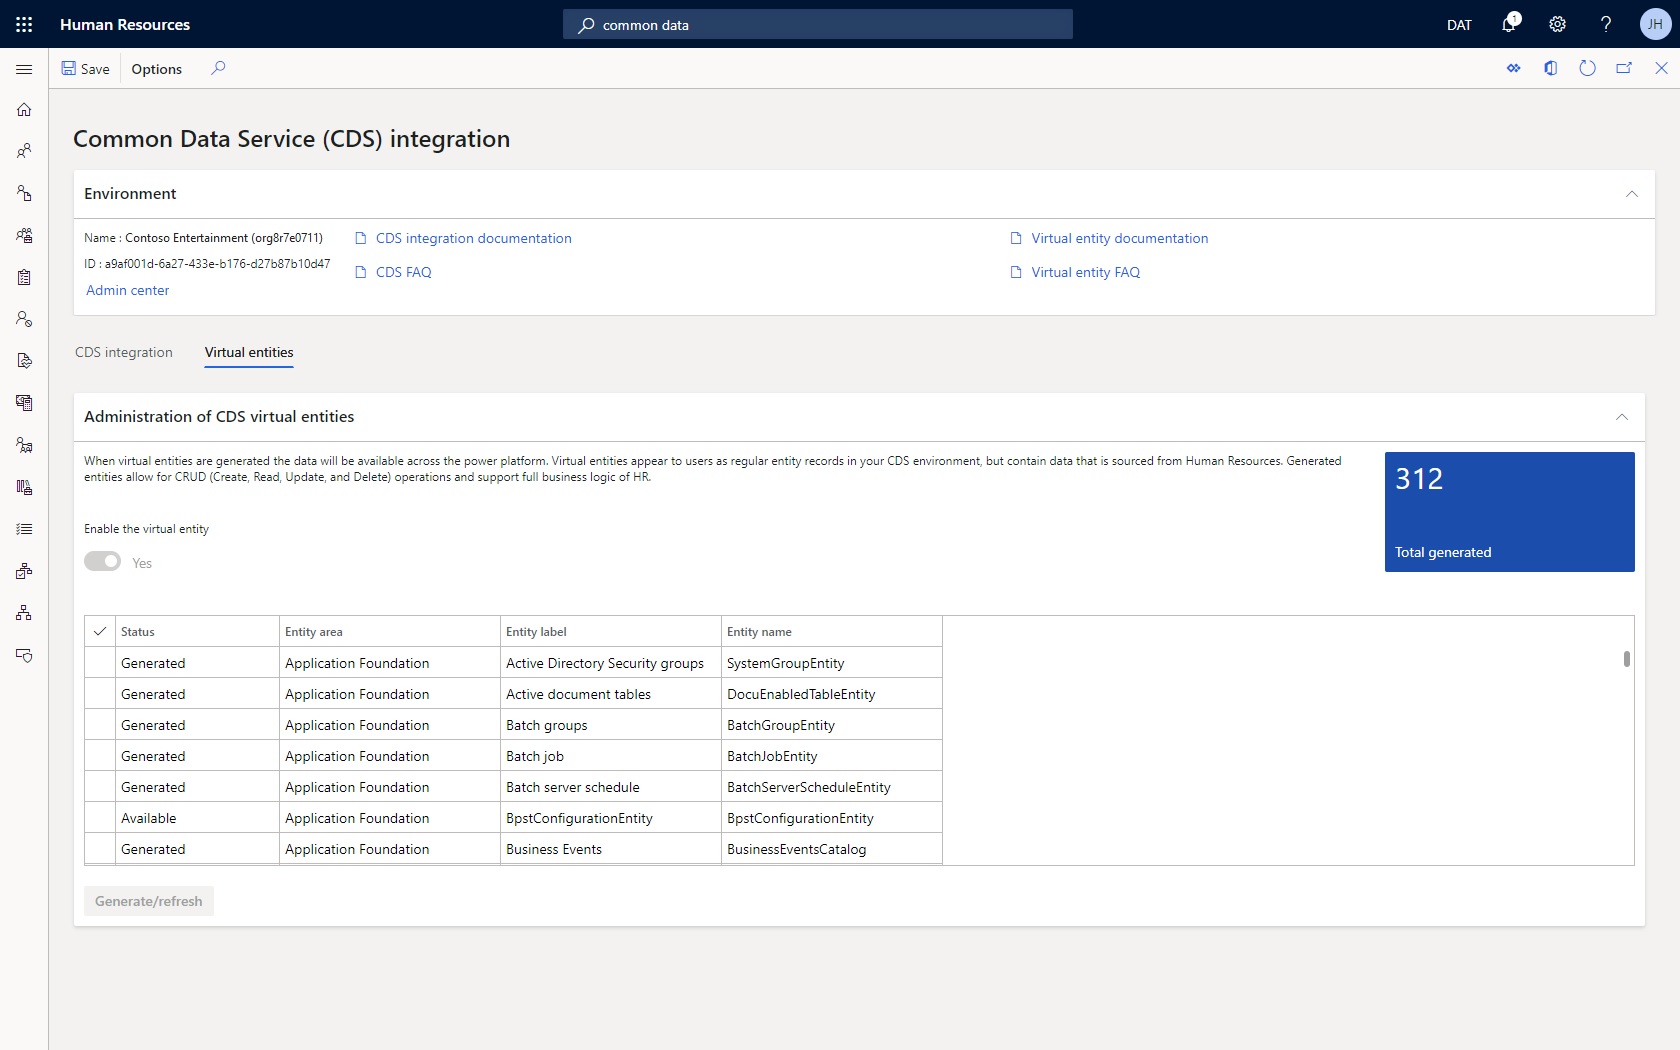 Human Resources
common data
DAT
1
?
JH
Save
Options
Common Data Service (CDS) integration
Environment
Name : Contoso Entertainment (org8r7e0711)
CDS integration documentation
Virtual entity documentation
ID : a9af001d-6a27-433e-b176-d27b87b10d47
CDS FAQ
Virtual entity FAQ
Admin center
CDS integration
Virtual entities
Administration of CDS virtual entities
When virtual entities are generated the data will be available across the power platform. Virtual entities appear to users as regular entity records in your CDS environment, but contain data that is sourced from Human Resources. Generated
entities allow for CRUD (Create, Read, Update, and Delete) operations and support full business logic of HR.
312
Total generated
Enable the virtual entity
Yes
Status Entity area Entity label Entity name
Generated Application Foundation Active Directory Security groups SystemGroupEntity
Generated Application Foundation Active document tables DocuEnabledTableEntity
Generated Application Foundation Batch groups BatchGroupEntity
Generated Application Foundation Batch job BatchJobEntity
Generated Application Foundation Batch server schedule BatchServerScheduleEntity
Available Application Foundation BpstConfigurationEntity BpstConfigurationEntity
Generated Application Foundation Business Events BusinessEventsCatalog
Generate/refresh